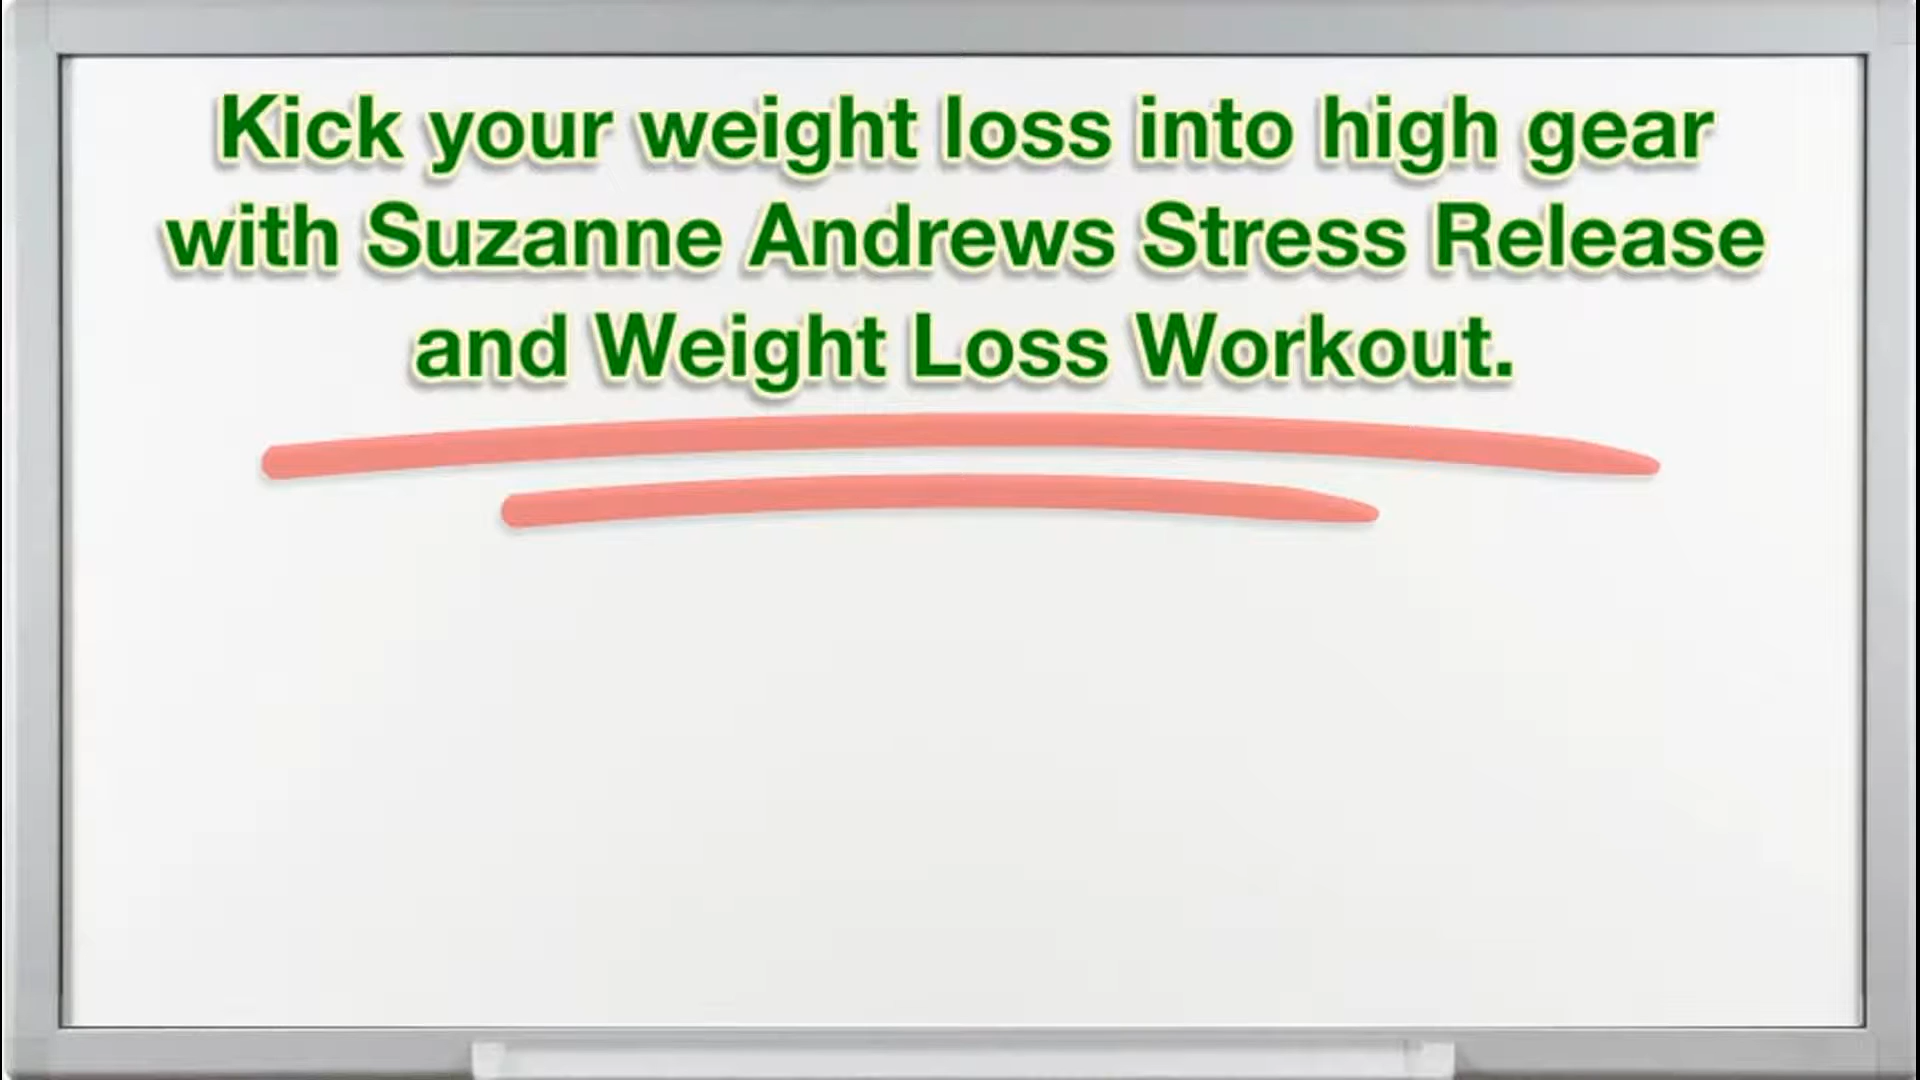 Kick your weight loss into high gear
with Suzanne Andrews Stress Release
and Weight Loss Workout.